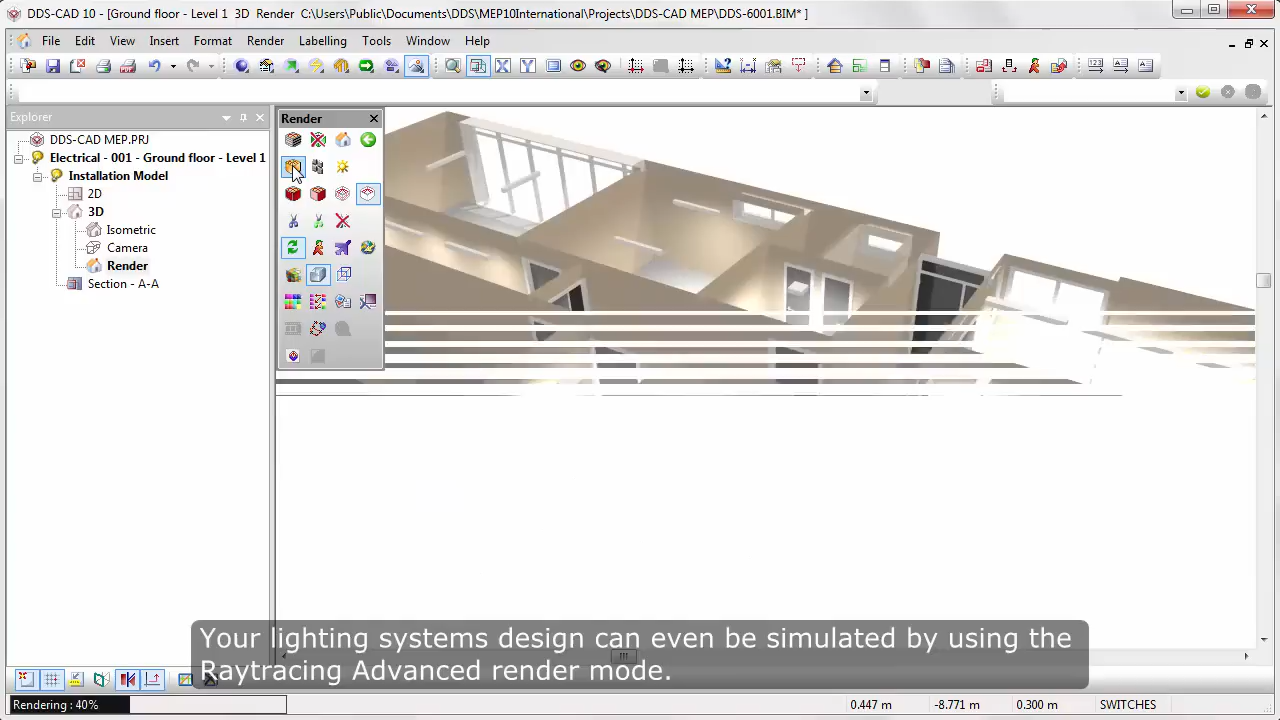 DDS-CAD 10 - [Ground floor - Level 1 3D Render C:\Users\Public\Documents\DDS\MEP10International\Projects\DDS-CAD MEP\DDS-6001.BIM* ]
File Edit View Insert Format Render Labelling Tools Window Help
Explorer
Render
DDS-CAD MEP.PRJ
Electrical - 001 - Ground floor - Level 1
Installation Model
2D
3D
Isometric
Camera
Render
Section - A-A
Your lighting systems design can even be simulated by using the
Raytracing Advanced render mode.
Rendering : 40%
0.447 m -8.771 m 0.300 m SWITCHES